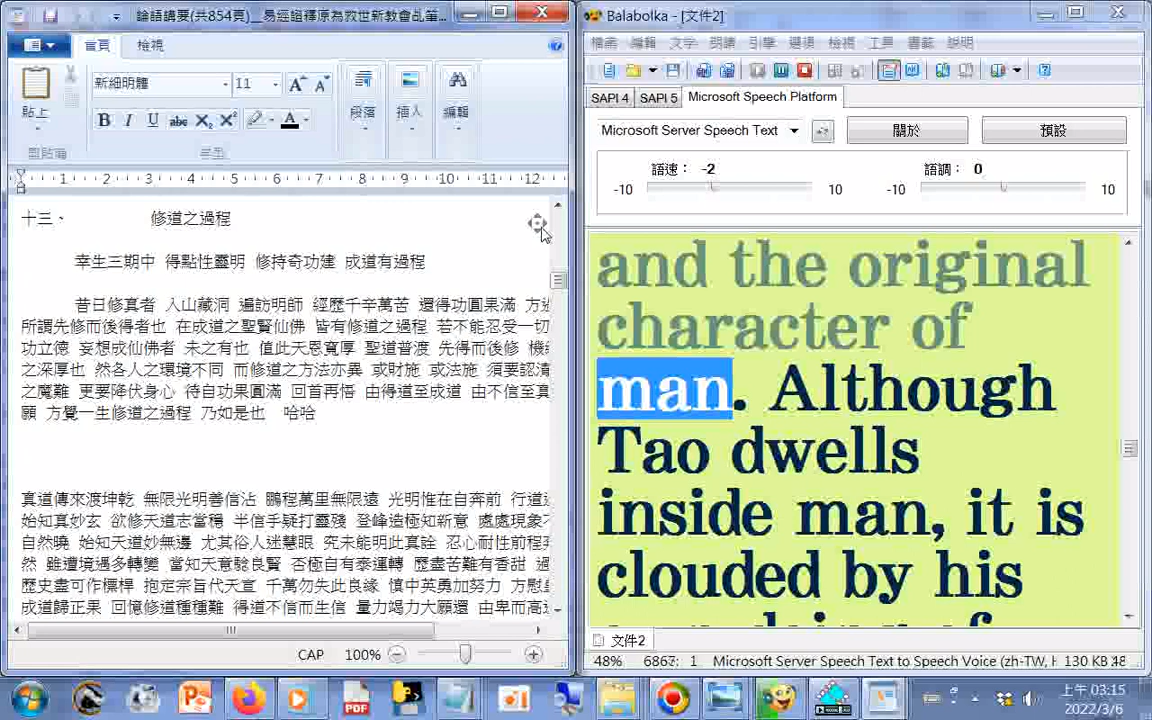 論語講要(共854頁)__易經證釋原為救世新教會乩筆...
首頁
檢視
新細明體
11
貼上
剪貼簿
字型
段落
插入
編輯
1 2 3 4 5 6 7 8 9 10 11 12
十三、 修道之過程
幸生三期中 得點性靈明 修持奇功建 成道有過程
昔日修真者 入山藏洞 遍訪明師 經歷千辛萬苦 還得功圓果滿 方
所謂先修而後得者也 在成道之聖賢仙佛 皆有修道之過程 若不能忍受一切
功立德 妄想成仙佛者 未之有也 值此天恩寬厚 聖道普渡 先得而後修 機
之深厚也 然各人之環境不同 而修道之方法亦異 或財施 或法施 須要認清
之魔難 更要降伏身心 待自功果圓滿 回首再悟 由得道至成道 由不信至真
願 方覺一生修道之過程 乃如是也 哈哈
真道傳來渡坤乾 無限光明善信沾 鵬程萬里無限遠 光明惟在自奔前 行道
始知真妙玄 欲修天道志當穩 半信半疑打靈殘 登峰造極知新意 處處現象
自然曉 始知天道妙無邊 尤其俗人迷慧眼 究未能明此真詮 忍心耐性前程
然 雖遭境遇多轉變 當知天意驗良賢 否極自有泰運轉 歷盡苦難有香甜 過
歷史盡可作標桿 抱定宗旨代天宣 千萬勿失此良緣 慎中英勇加努力 方慰
成道歸正果 回憶修道種種難 得道不信而生信 量力竭力大願還 由卑而高
CAP 100%
Balabolka - [文件2]
檔案 編輯 文字 朗讀 引擎 選項 檢視 工具 書籤 說明
SAPI 4 SAPI 5 Microsoft Speech Platform
Microsoft Server Speech Text
關於
預設
語速： -2
語調： 0
-10 10 -10 10
and the original
character of
man. Although
Tao dwells
inside man, it is
clouded by his
文件2
48% 6867: 1 Microsoft Server Speech Text to Speech Voice (zh-TW, H 130 KB
上午 03:15
2022/3/6